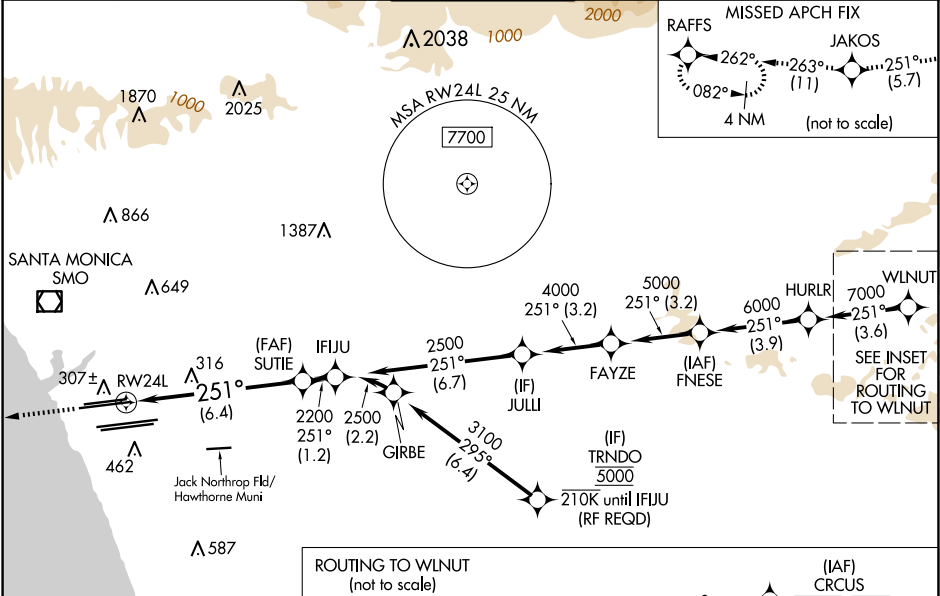 2000
1000
2038
MISSED APCH FIX
RAFFS
JAKOS
262°
263°
(11)
251°
(5.7)
082°
4 NM
(not to scale)
1870
1000
2025
MSA RW24L 25 NM
7700
866
1387
SANTA MONICA
SMO
649
WLNUT
HURLR
7000
251°
(3.6)
6000
251°
(3.9)
5000
251° (3.2)
4000
251° (3.2)
2500
251°
(6.7)
SEE INSET
FOR
ROUTING
TO WLNUT
(IAF)
FNESE
FAYZE
(IF)
JULLI
(FAF)
SUTIE
IFIJU
316
307±
RW24L
251°
(6.4)
2200
251°
(1.2)
2500
(2.2)
GIRBE
3100
295°
(6.4)
(IF)
TRNDO
5000
210K until IFIJU
(RF REQD)
462
Jack Northrop Fld/
Hawthorne Muni
587
ROUTING TO WLNUT
(not to scale)
(IAF)
CRCUS